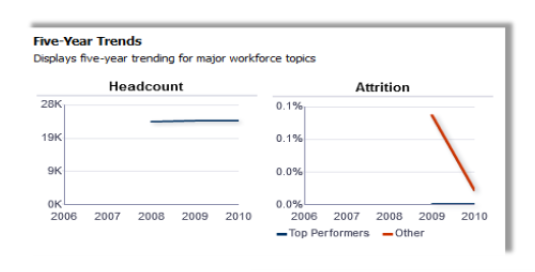 Five-Year Trends
Displays five-year trending for major workforce topics
Headcount
28K
19K
9K
0K
2006 2007 2008 2009 2010
Attrition
0.1%
0.1%
0.0%
0.0%
2006 2007 2008 2009 2010
Top Performers Other